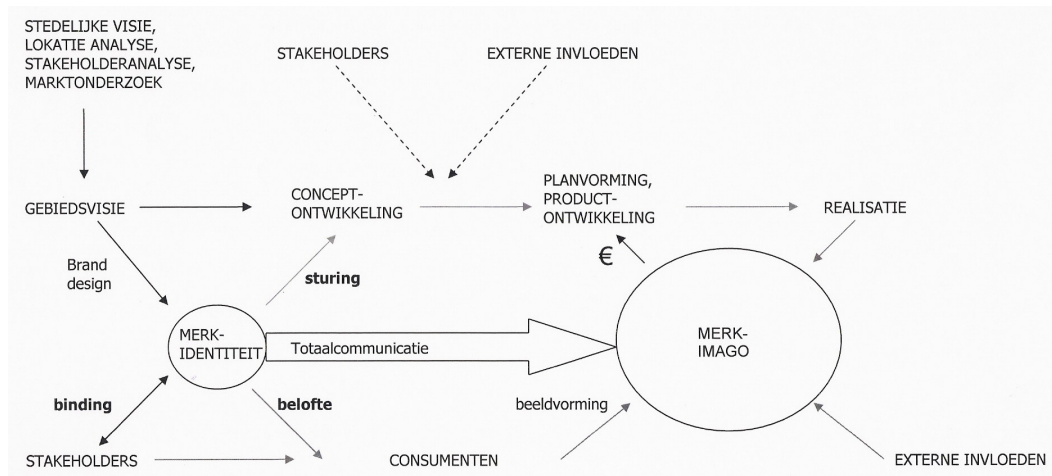 STEDELIJKE VISIE,
LOKATIE ANALYSE,
STAKEHOLDERANALYSE,
MARKTONDERZOEK
STAKEHOLDERS
EXTERNE INVLOEDEN
GEBIEDSVISIE
CONCEPT-
ONTWIKKELING
PLANVORMING,
PRODUCT-
ONTWIKKELING
REALISATIE
€
Brand
design
sturing
MERK-
IDENTITEIT
Totaalcommunicatie
MERK-
IMAGO
binding
belofte
beeldvorming
STAKEHOLDERS
CONSUMENTEN
EXTERNE INVLOEDEN